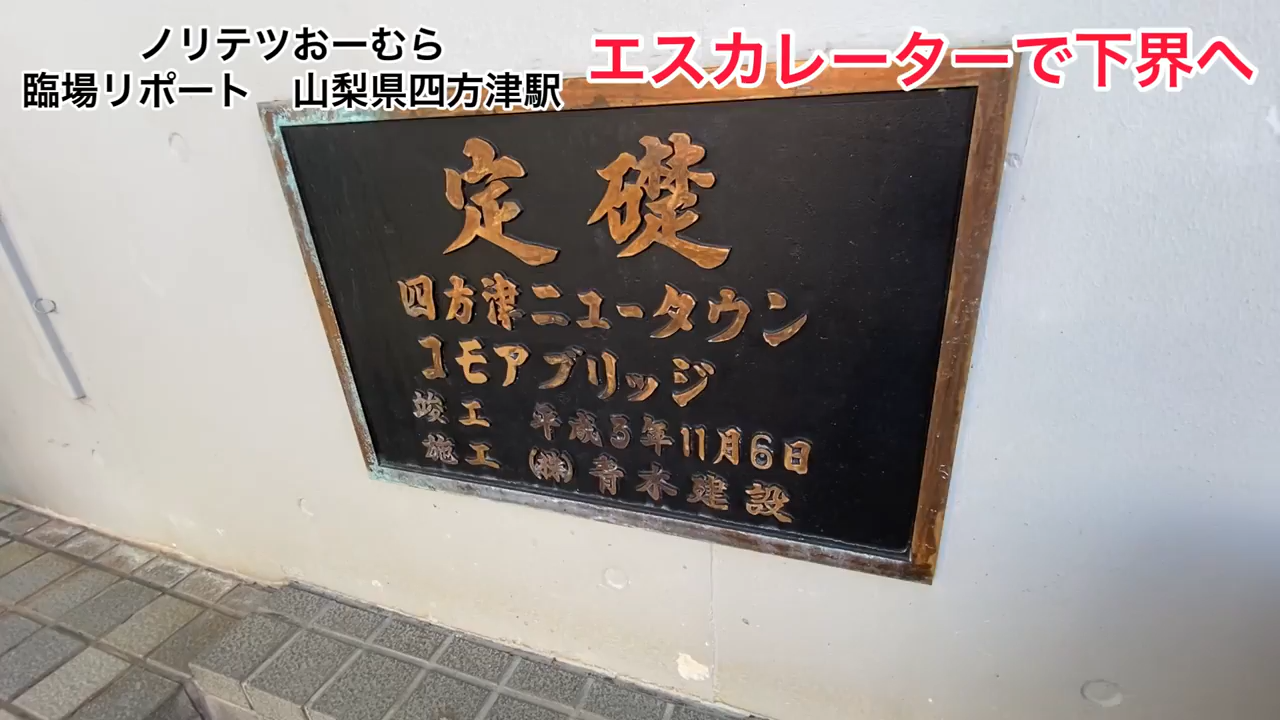 ノリテツおーむら
臨場リポート　山梨県四方津駅
エスカレーターで下界へ
定礎
四方津ニュータウン
コモアブリッジ
竣工 平成5年11月6日
施工 (株)青木建設